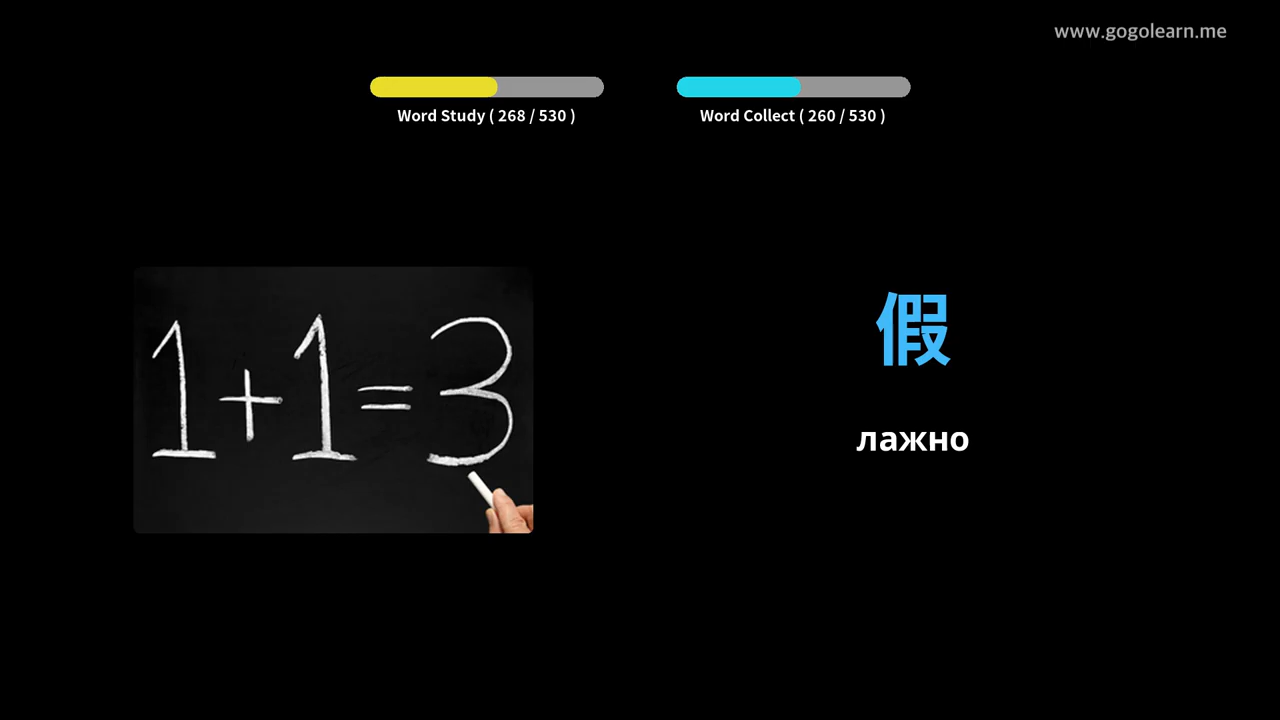 www.gogolearn.me
Word Study ( 268 / 530 )
Word Collect ( 260 / 530 )
1+1=3
假
лажно